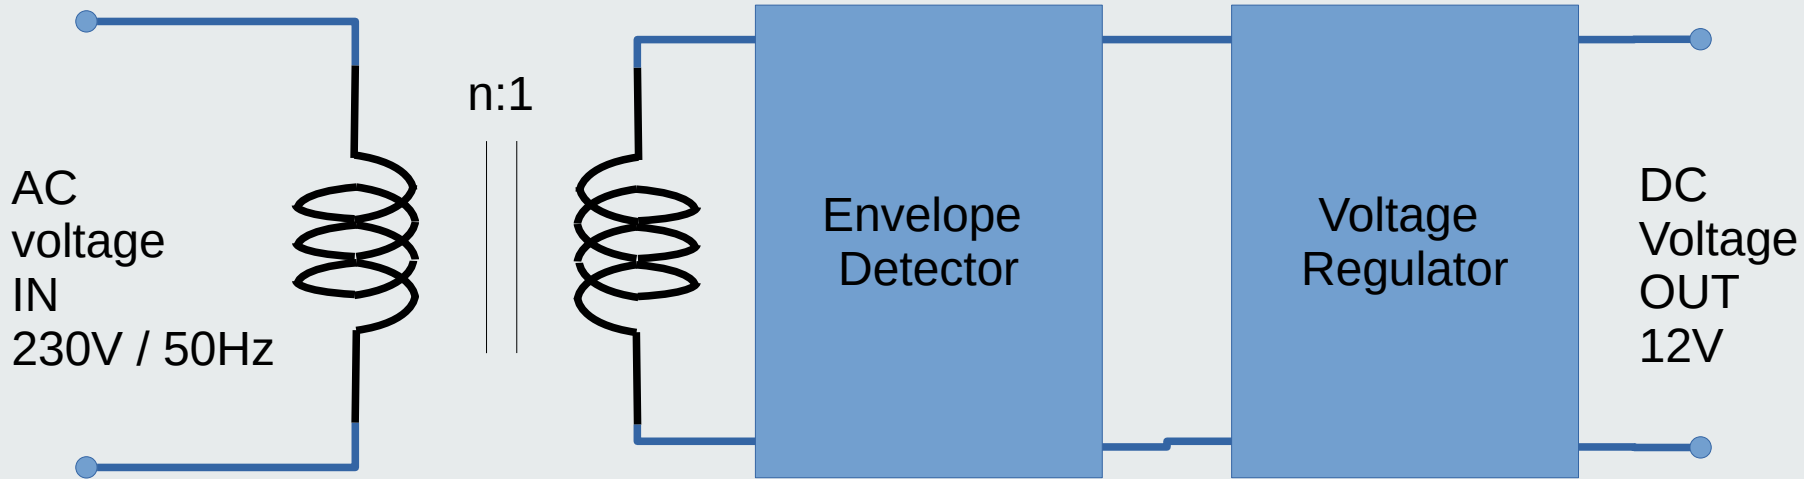 AC
voltage
IN
230V / 50Hz
n:1
Envelope
Detector
Voltage
Regulator
DC
Voltage
OUT
12V